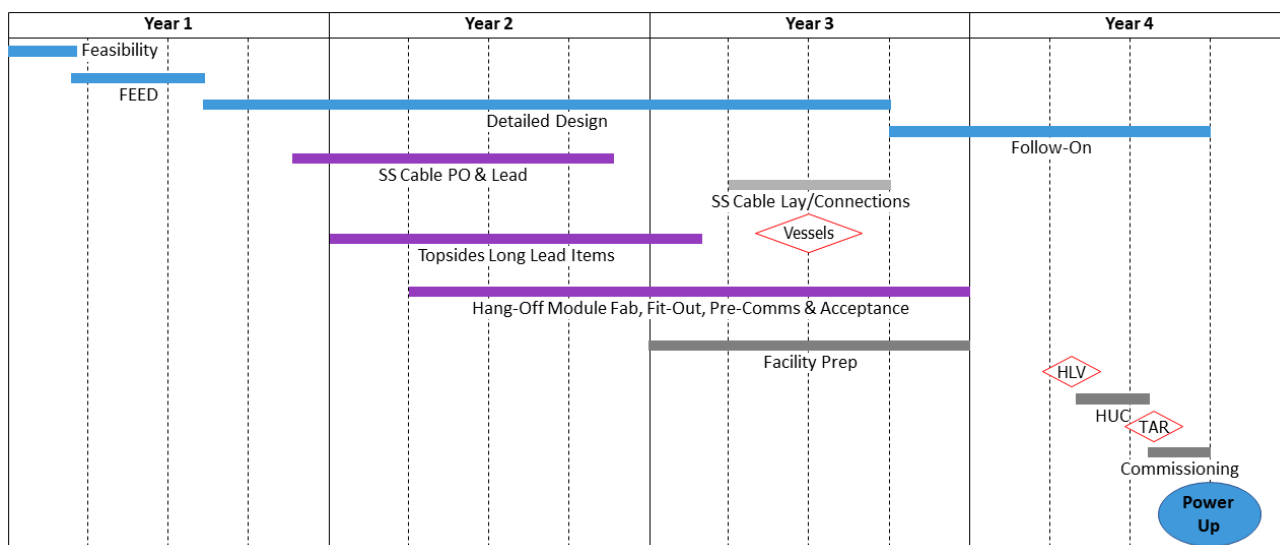 Year 1
Year 2
Year 3
Year 4
Feasibility
FEED
Detailed Design
Follow-On
SS Cable PO & Lead
SS Cable Lay/Connections
Vessels
Topsides Long Lead Items
Hang-Off Module Fab, Fit-Out, Pre-Comms & Acceptance
Facility Prep
HLV
HUC
TAR
Commissioning
Power
Up